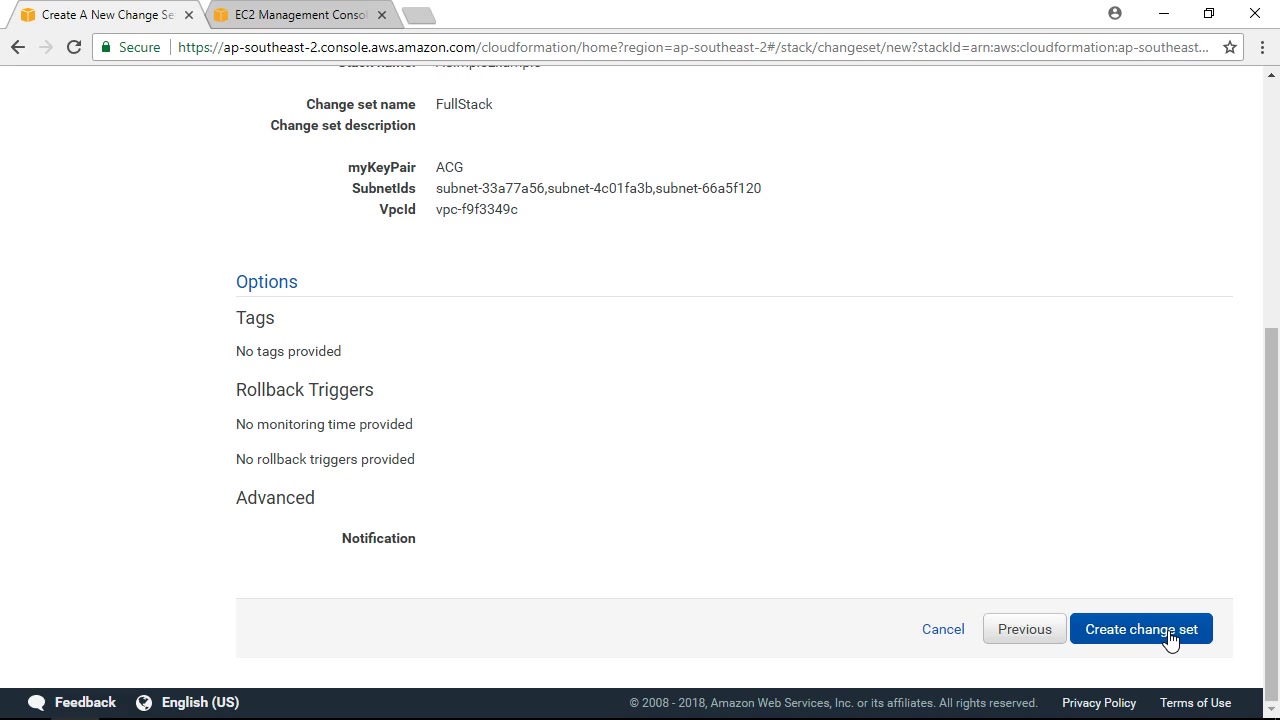 Create A New Change Se
EC2 Management Consol
Secure
https://ap-southeast-2.console.aws.amazon.com/cloudformation/home?region=ap-southeast-2#/stack/changeset/new?stackId=arn:aws:cloudformation:ap-southeast...
Change set name FullStack
Change set description
myKeyPair ACG
SubnetIds subnet-33a77a56,subnet-4c01fa3b,subnet-66a5f120
VpcId vpc-f9f3349c
Options
Tags
No tags provided
Rollback Triggers
No monitoring time provided
No rollback triggers provided
Advanced
Notification
Cancel Previous Create change set
Feedback English (US) © 2008 - 2018, Amazon Web Services, Inc. or its affiliates. All rights reserved. Privacy Policy Terms of Use